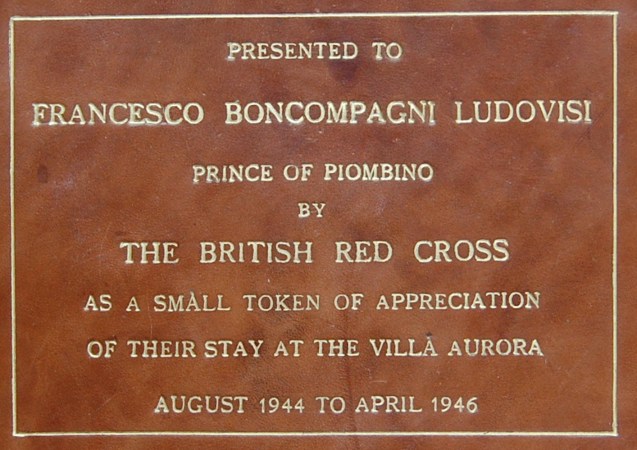 PRESENTED TO
FRANCESCO BONCOMPAGNI LUDOVISI
PRINCE OF PIOMBINO
BY
THE BRITISH RED CROSS
AS A SMALL TOKEN OF APPRECIATION
OF THEIR STAY AT THE VILLA AURORA
AUGUST 1944 TO APRIL 1946